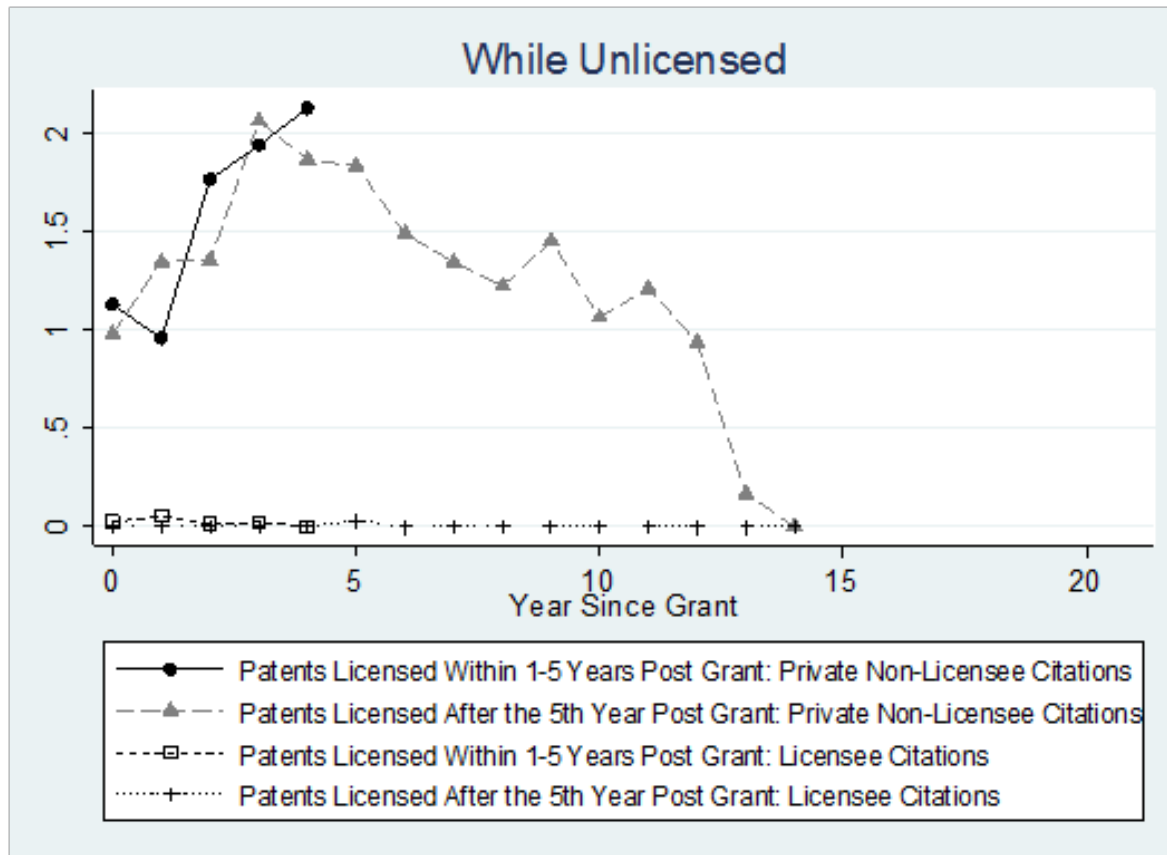 While Unlicensed
2
1.5
1
.5
0
0 5 10 15 20
Year Since Grant
Patents Licensed Within 1-5 Years Post Grant: Private Non-Licensee Citations
Patents Licensed After the 5th Year Post Grant: Private Non-Licensee Citations
Patents Licensed Within 1-5 Years Post Grant: Licensee Citations
Patents Licensed After the 5th Year Post Grant: Licensee Citations